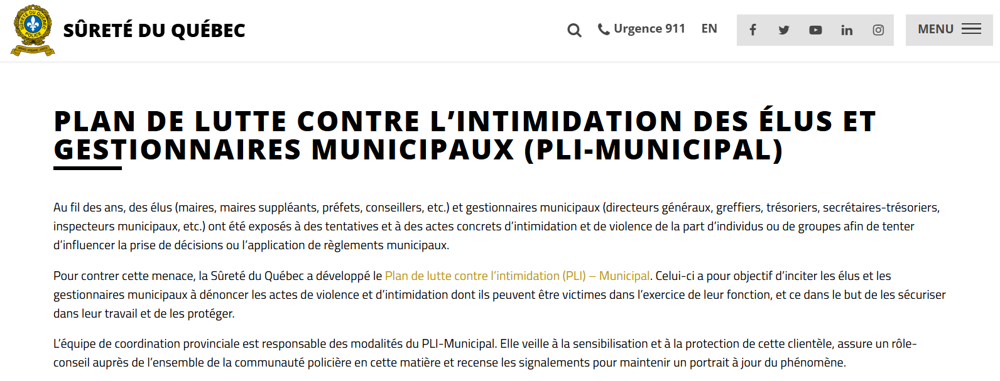 SÛRETÉ DU QUÉBEC
POLICE
SÛRETÉ DU QUÉBEC
Urgence 911
EN
MENU
PLAN DE LUTTE CONTRE L’INTIMIDATION DES ÉLUS ET
GESTIONNAIRES MUNICIPAUX (PLI-MUNICIPAL)
Au fil des ans, des élus (maires, maires suppléants, préfets, conseillers, etc.) et gestionnaires municipaux (directeurs généraux, greffiers, trésoriers, secrétaires-trésoriers,
inspecteurs municipaux, etc.) ont été exposés à des tentatives et à des actes concrets d’intimidation et de violence de la part d’individus ou de groupes afin de tenter
d’influencer la prise de décisions ou l’application de règlements municipaux.
Pour contrer cette menace, la Sûreté du Québec a développé le Plan de lutte contre l’intimidation (PLI) – Municipal. Celui-ci a pour objectif d’inciter les élus et les
gestionnaires municipaux à dénoncer les actes de violence et d’intimidation dont ils peuvent être victimes dans l’exercice de leur fonction, et ce dans le but de les sécuriser
dans leur travail et de les protéger.
L’équipe de coordination provinciale est responsable des modalités du PLI-Municipal. Elle veille à la sensibilisation et à la protection de cette clientèle, assure un rôle-
conseil auprès de l’ensemble de la communauté policière en cette matière et recense les signalements pour maintenir un portrait à jour du phénomène.